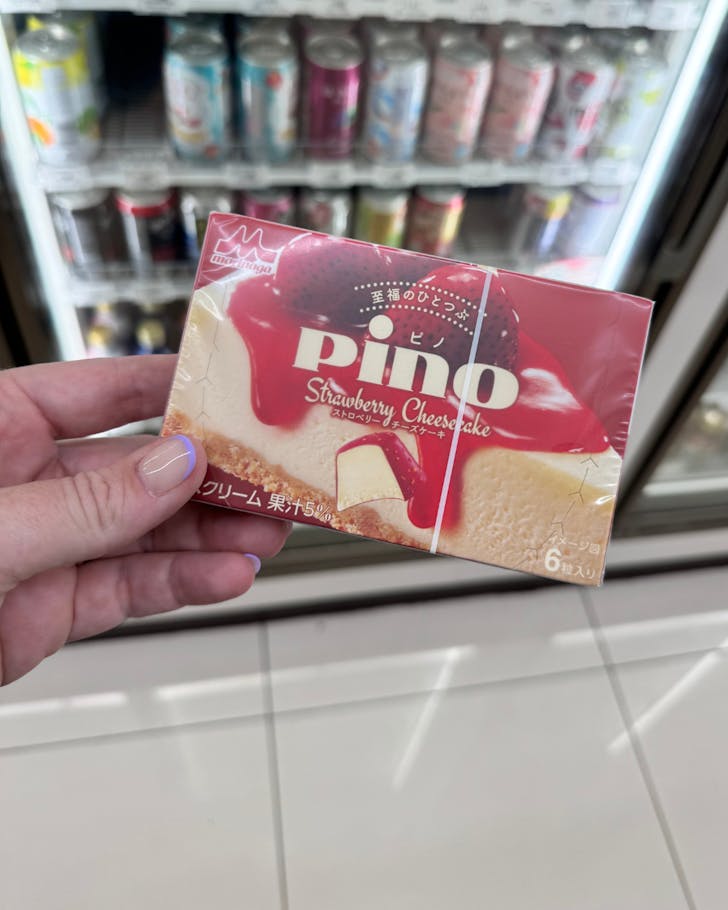 morinaga
至福のひとつぶ
ピノ
pino
Strawberry Cheesecake
ストロベリー チーズケーキ
クリーム 果汁5%
イメージ図
6粒入り